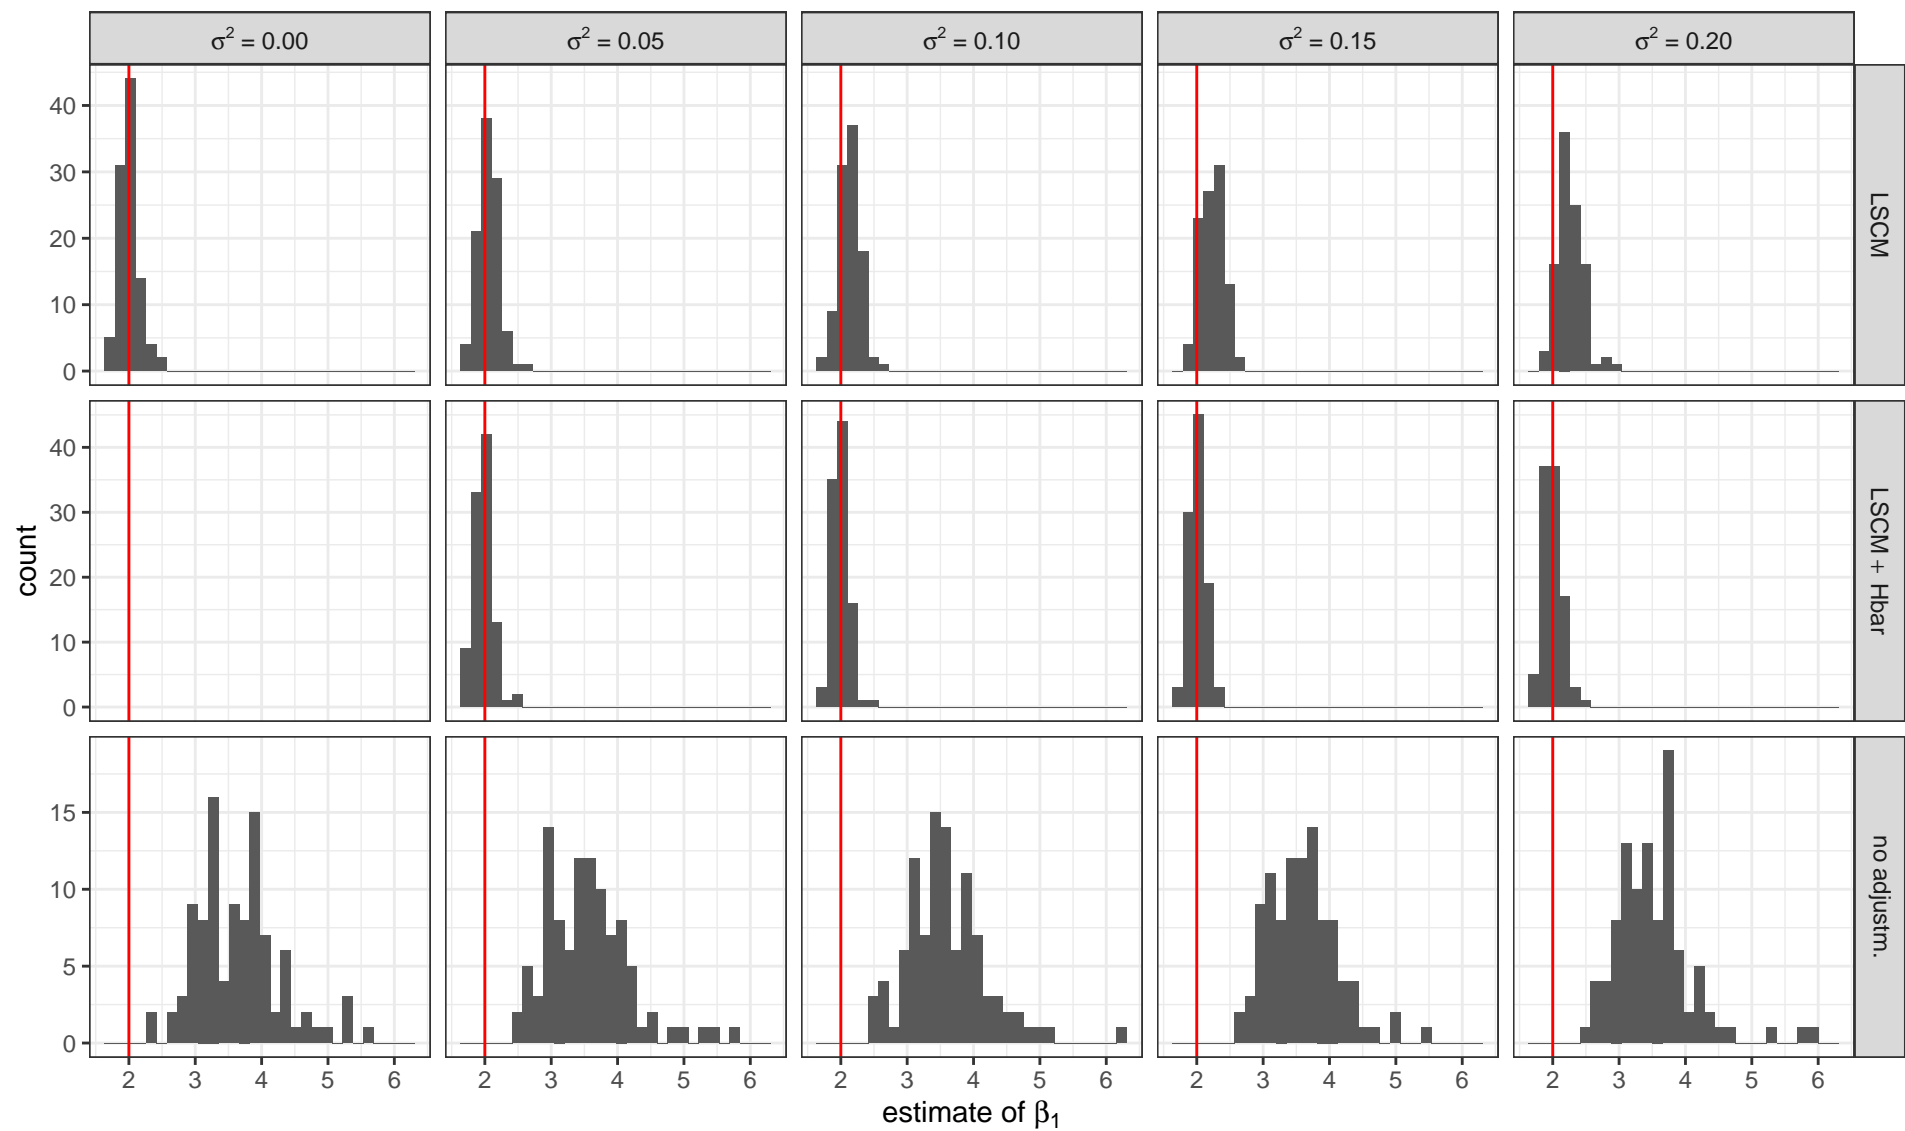 σ² = 0.00
σ² = 0.05
σ² = 0.10
σ² = 0.15
σ² = 0.20
count
40
30
20
10
0
LSCM
40
30
20
10
0
LSCM + Hbar
15
10
5
0
no adjustm.
2 3 4 5 6
2 3 4 5 6
2 3 4 5 6
2 3 4 5 6
2 3 4 5 6
estimate of β₁